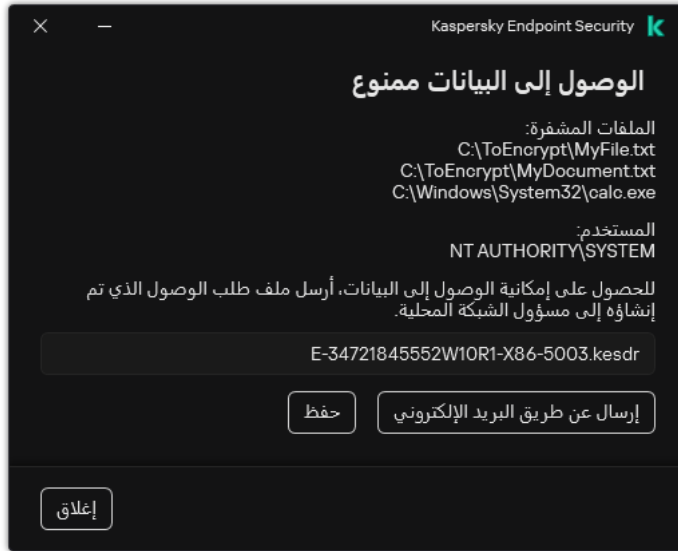 Kaspersky Endpoint Security
الوصول إلى البيانات ممنوع
الملفات المشفرة:
C:\ToEncrypt\MyFile.txt
C:\ToEncrypt\MyDocument.txt
C:\Windows\System32\calc.exe
المستخدم:
NT AUTHORITY\SYSTEM
للحصول على إمكانية الوصول إلى البيانات، أرسل ملف طلب الوصول الذي تم
إنشاؤه إلى مسؤول الشبكة المحلية.
E-34721845552W10R1-X86-5003.kesdr
إرسال عن طريق البريد الإلكتروني
حفظ
إغلاق